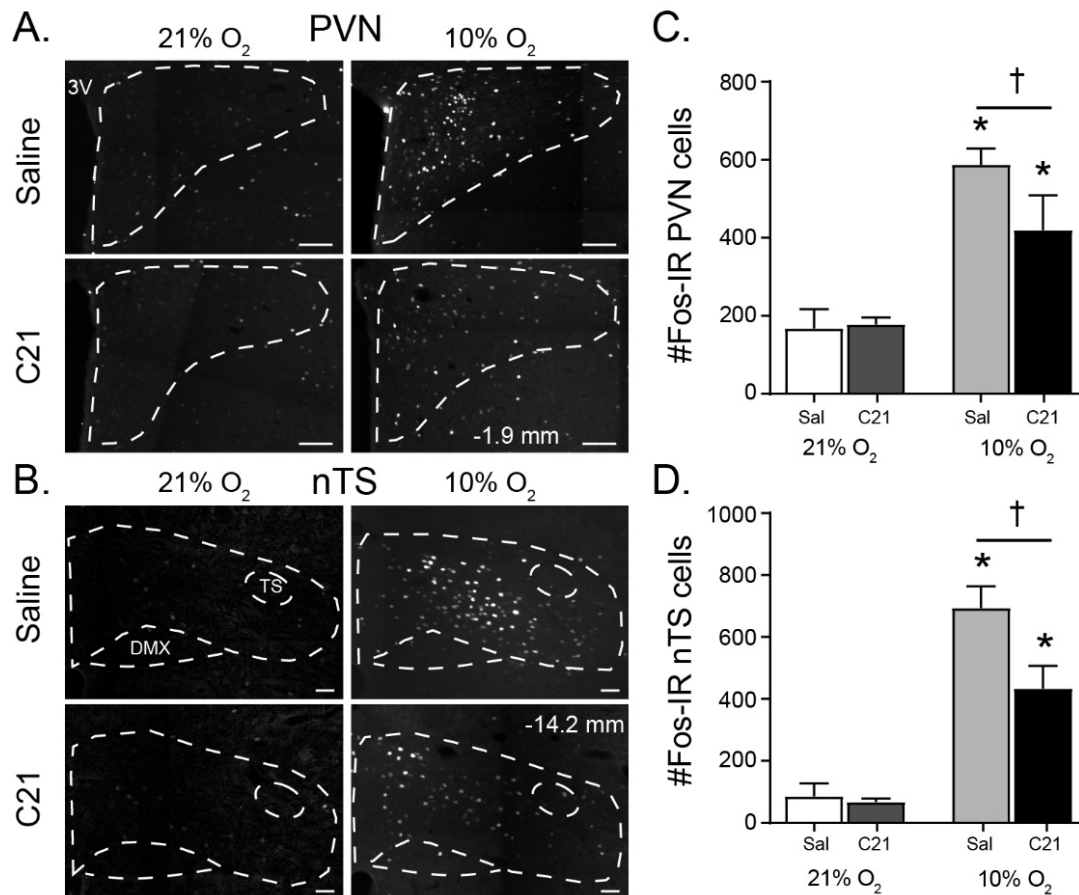 A.
PVN
21% O₂
10% O₂
3V
Saline
C21
-1.9 mm
B.
nTS
21% O₂
10% O₂
TS
DMX
Saline
C21
-14.2 mm
C.
#Fos-IR PVN cells
800
600
400
200
0
†
*
*
Sal C21 Sal C21
21% O₂ 10% O₂
D.
#Fos-IR nTS cells
1000
800
600
400
200
0
†
*
*
Sal C21 Sal C21
21% O₂ 10% O₂